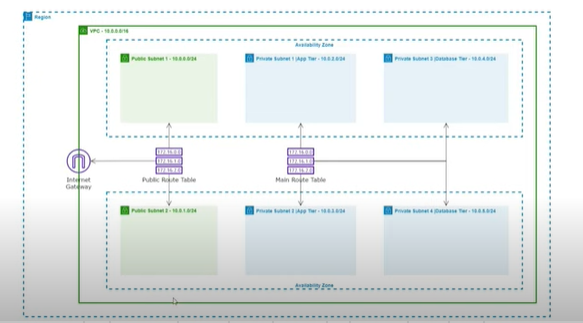 Region
VPC - 10.0.0.0/16
Availability Zone
Public Subnet 1 - 10.0.0.0/24
Private Subnet 1 (App Tier - 10.0.2.0/24
Private Subnet 3 (Database Tier - 10.0.4.0/24
172.16.0.0
172.16.1.0
172.16.2.0
172.16.0.0
172.16.1.0
172.16.2.0
Internet
Gateway
Public Route Table
Main Route Table
Public Subnet 2 - 10.0.1.0/24
Private Subnet 2 (App Tier - 10.0.3.0/24
Private Subnet 4 (Database Tier - 10.0.5.0/24
Availability Zone